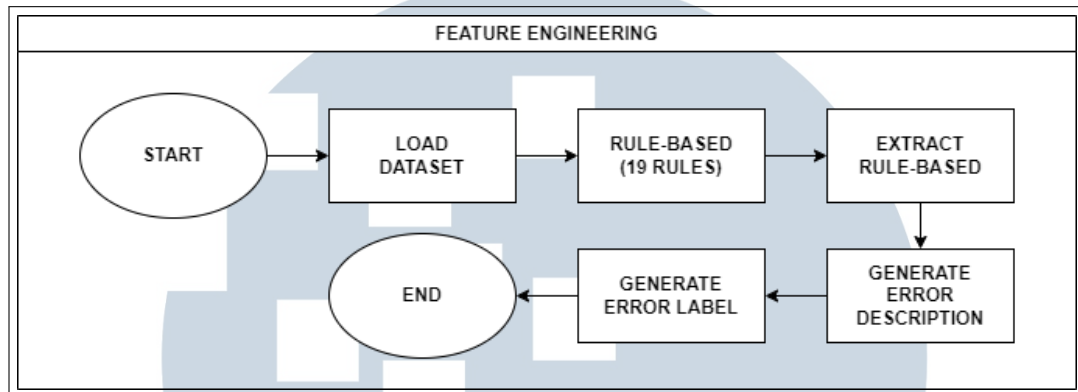 FEATURE ENGINEERING
START
LOAD
DATASET
RULE-BASED
(19 RULES)
EXTRACT
RULE-BASED
GENERATE
ERROR
DESCRIPTION
GENERATE
ERROR LABEL
END